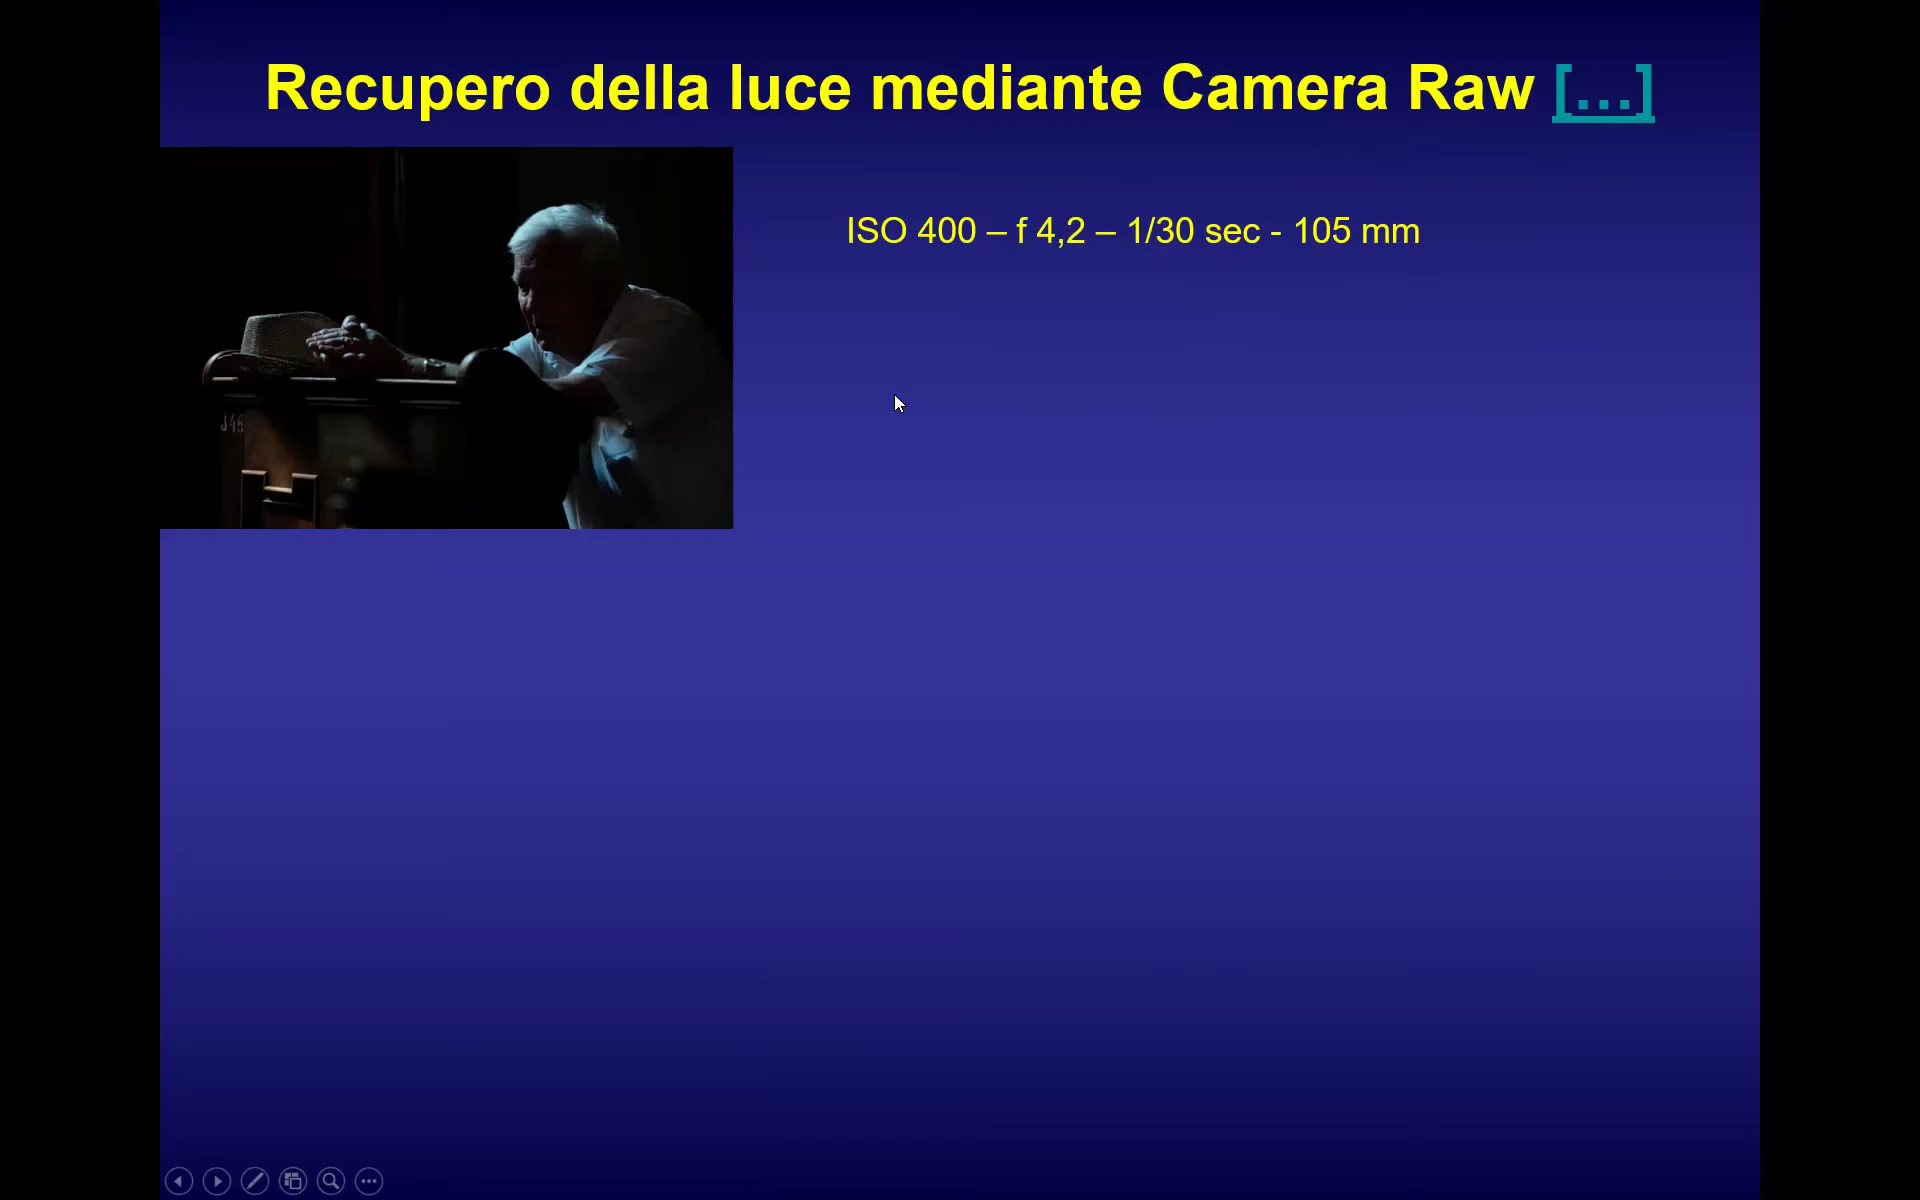 Recupero della luce mediante Camera Raw [...]
ISO 400 – f 4,2 – 1/30 sec - 105 mm